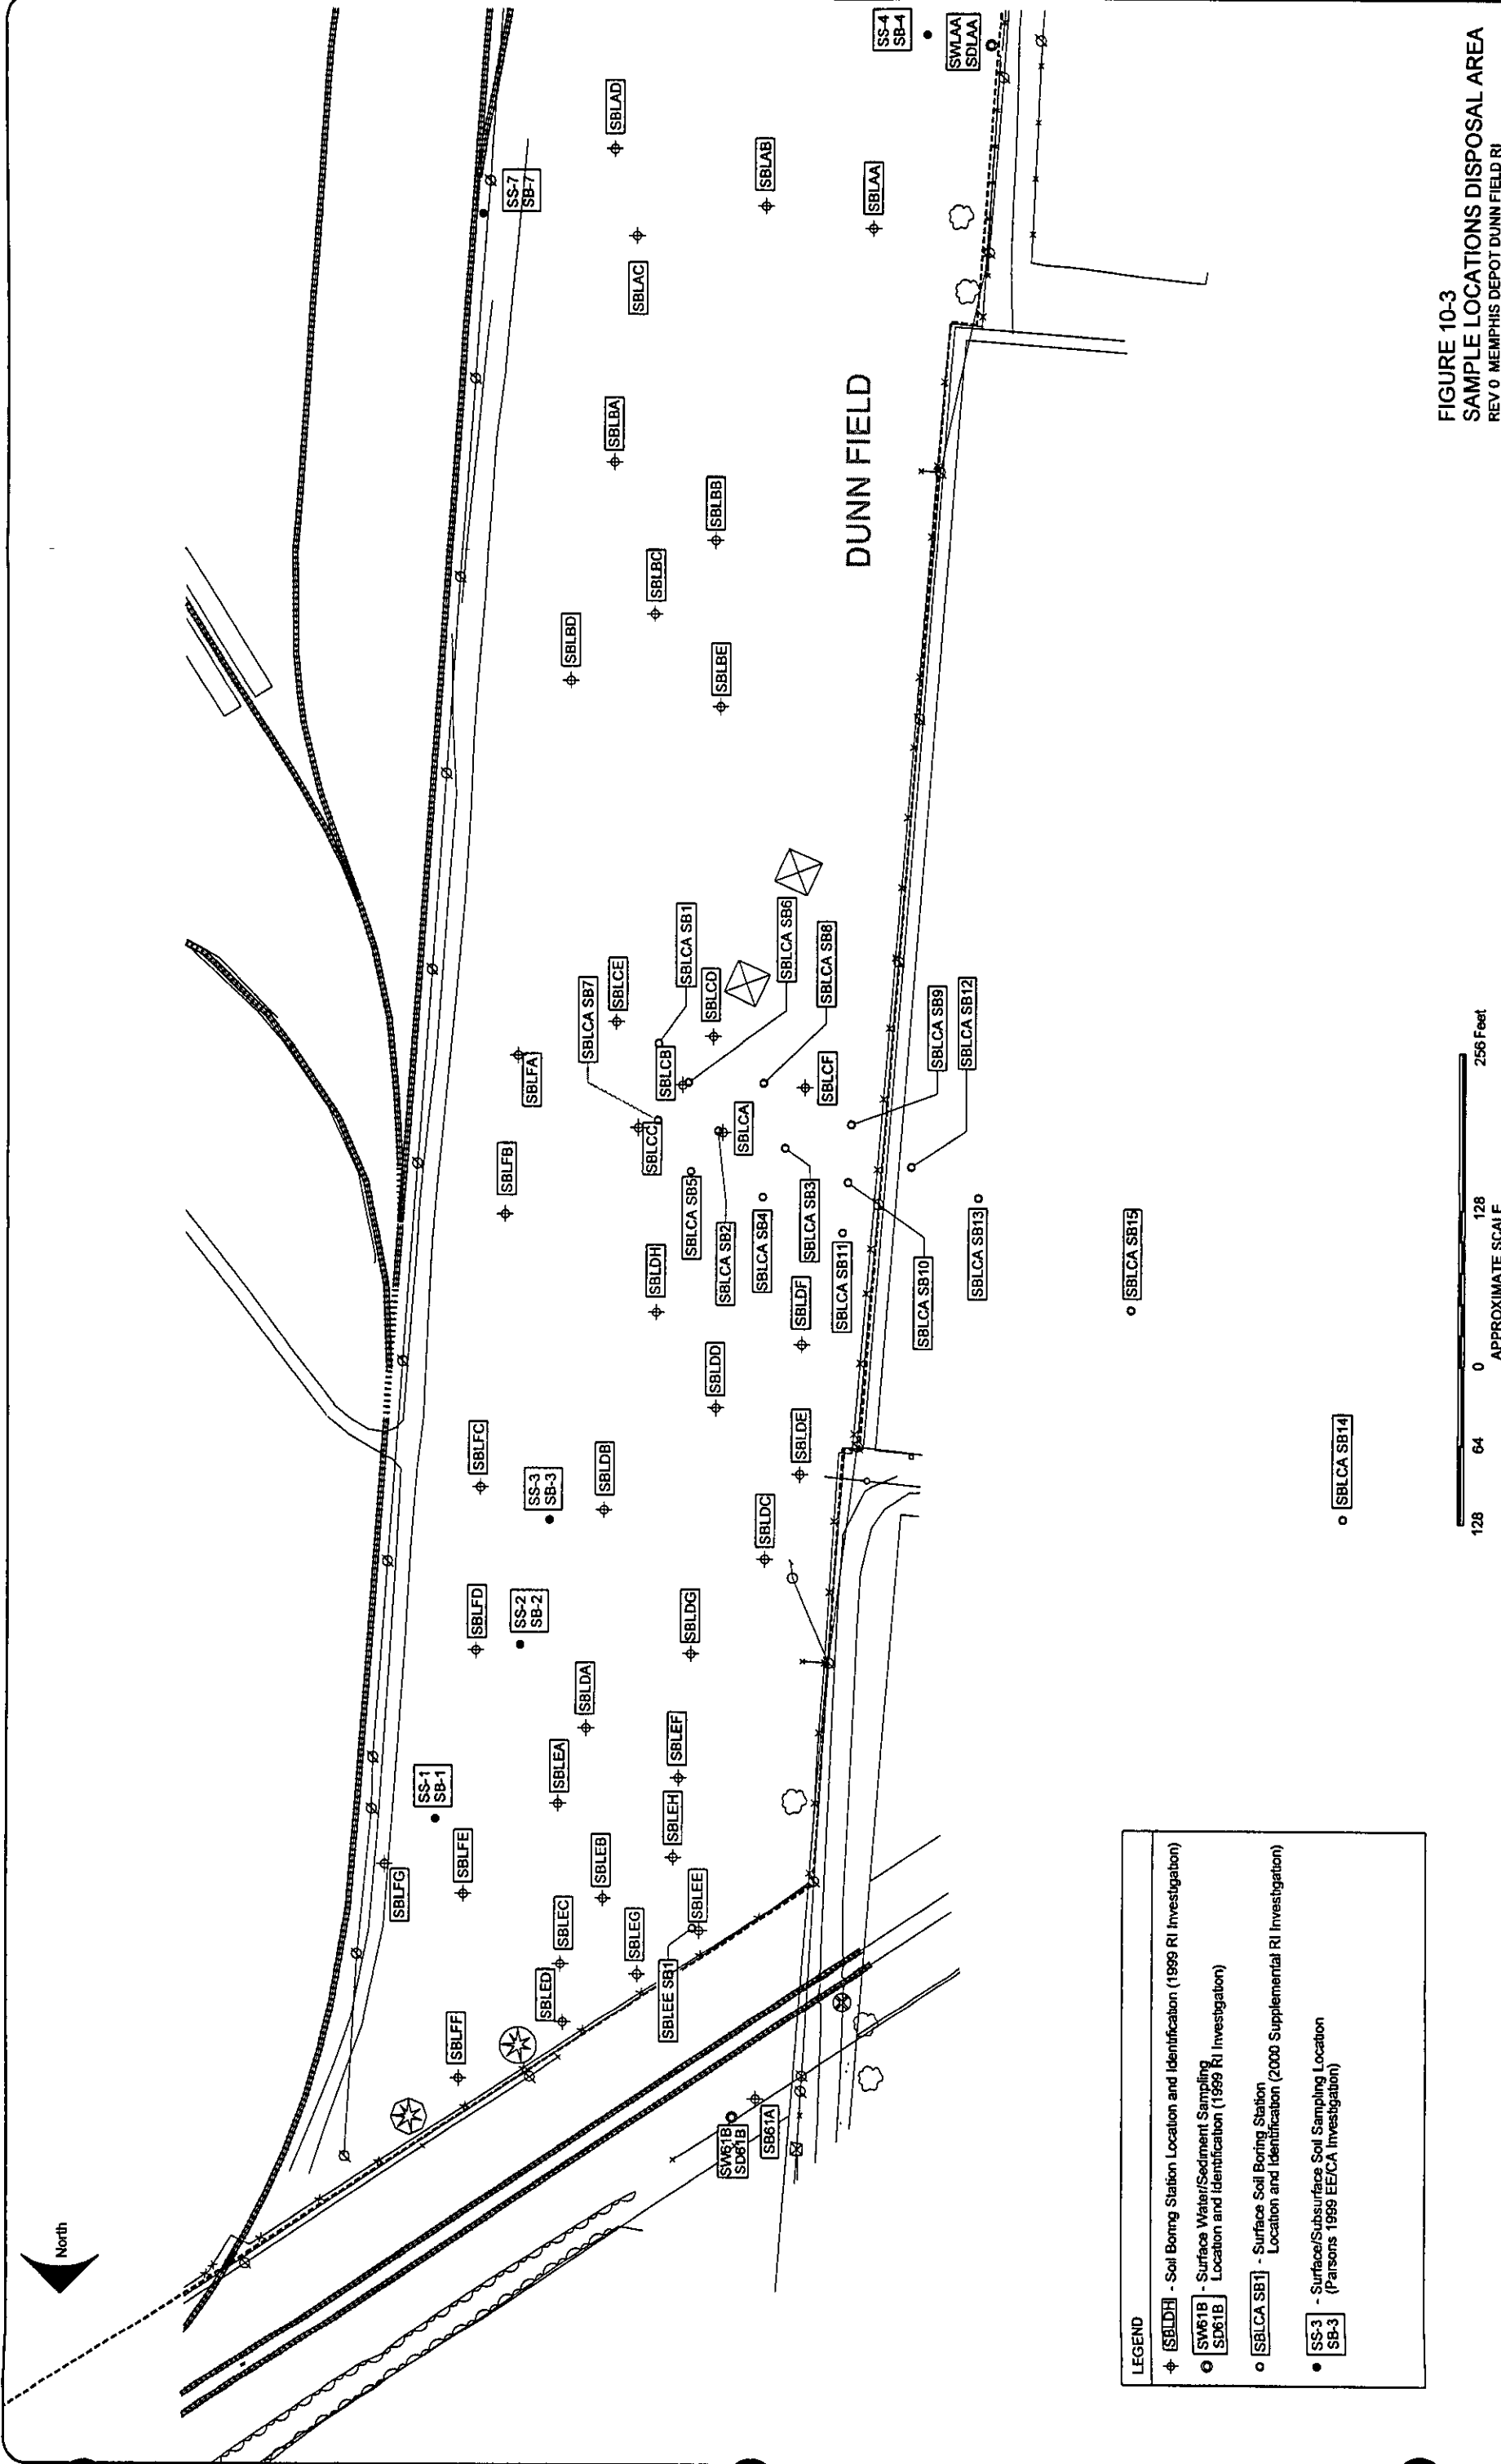 North
SS-4
SB-4
SWLAA
SDLAA
SBLAD
SBLAB
SBLAA
SS-7
SB-7
SBLAC
SBLBA
SBLBB
SBLBC
SBLBD
SBLBE
DUNN FIELD
SBLCA SB1
SBLCA SB6
SBLCA SB8
SBLCA SB7
SBLCE
SBLCD
SBLCB
SBLFA
SBLCF
SBLCA SB9
SBLCA SB12
SBLCC
SBLCA
SBLFB
SBLCA SB5
SBLCA SB2
SBLCA SB4
SBLCA SB3
SBLCA SB11
SBLCA SB10
SBLCA SB13
SBLCA SB15
SBLCA SB14
SBLDH
SBLDF
SBLDD
SBLDE
SBLFC
SS-3
SB-3
SBLDB
SBLDC
SBLFD
SS-2
SB-2
SBLDG
SBLDA
SBLEA
SBLEF
SS-1
SB-1
SBLEH
SBLFE
SBLFG
SBLEB
SBLEC
SBLEE
SBLEG
SBLED
SBLEE SB1
SBLFF
SW61B
SD61B
SB61A
LEGEND
SBLDH - Soil Boring Station Location and Identification (1999 RI Investigation)
SW61B - Surface Water/Sediment Sampling
SD61B Location and Identification (1999 RI Investigation)
SBLCA SB1 - Surface Soil Boring Station
Location and Identification (2000 Supplemental RI Investigation)
SS-3 - Surface/Subsurface Soil Sampling Location
SB-3 (Parsons 1999 EE/CA Investigation)
128 64 0 128 256 Feet
APPROXIMATE SCALE
FIGURE 10-3
SAMPLE LOCATIONS DISPOSAL AREA
REV 0 MEMPHIS DEPOT DUNN FIELD RI